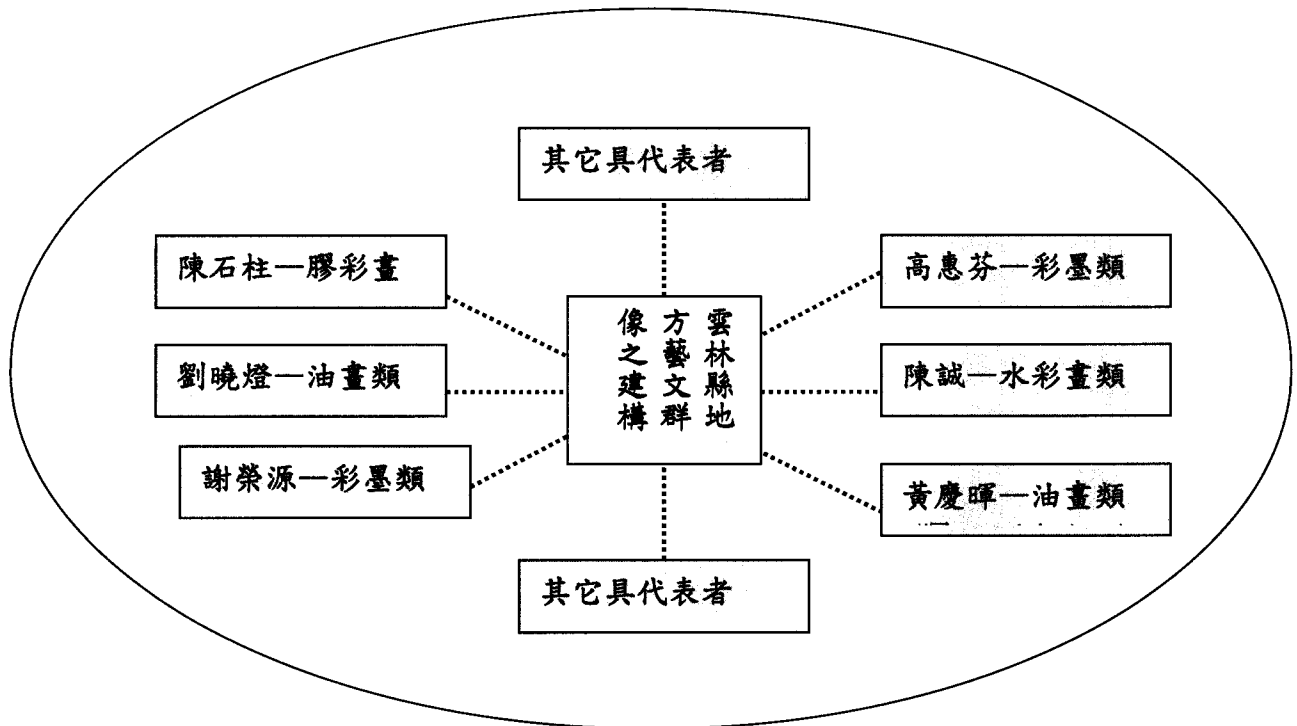 其它具代表者
陳石柱—膠彩畫
高惠芬—彩墨類
雲林縣地
方藝文群
像之建構
劉曉燈—油畫類
陳誠—水彩畫類
謝榮源—彩墨類
黃慶暉—油畫類
其它具代表者